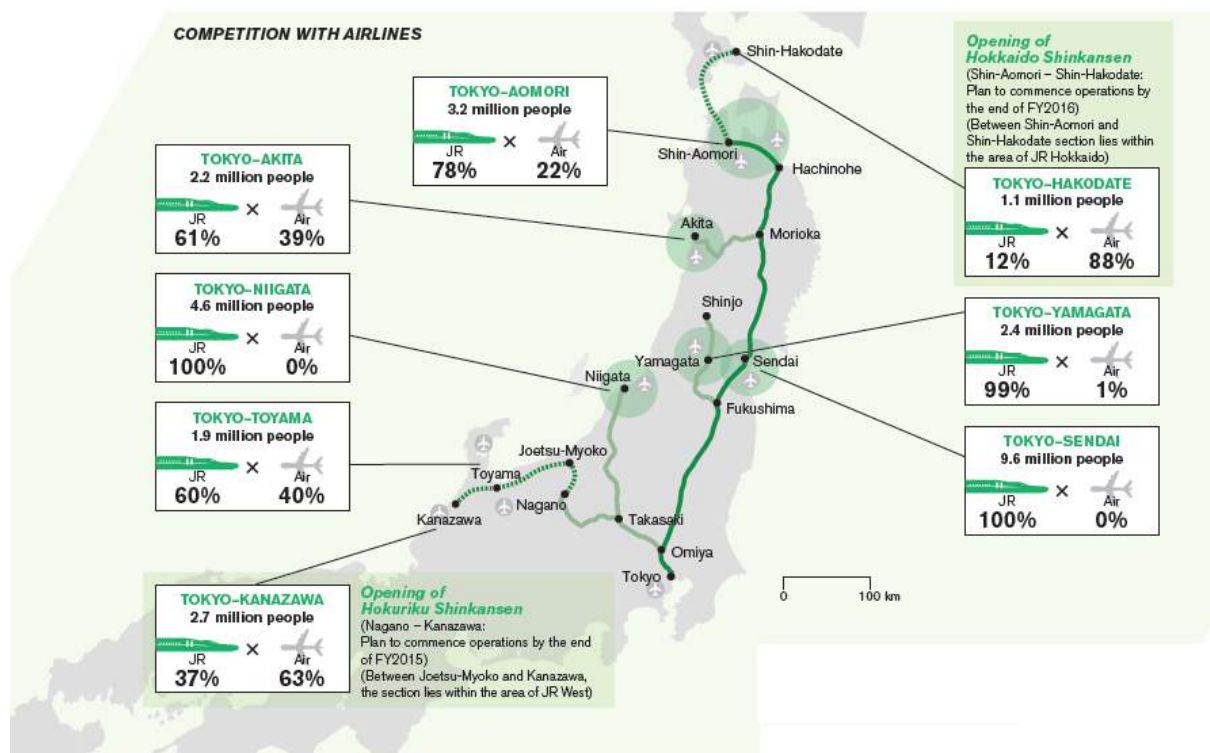 COMPETITION WITH AIRLINES
TOKYO–AOMORI
3.2 million people
JR × Air
78% 22%
TOKYO–AKITA
2.2 million people
JR × Air
61% 39%
TOKYO–NIIGATA
4.6 million people
JR × Air
100% 0%
TOKYO–TOYAMA
1.9 million people
JR × Air
60% 40%
TOKYO–KANAZAWA
2.7 million people
JR × Air
37% 63%
Opening of
Hokuriku Shinkansen
(Nagano – Kanazawa:
Plan to commence operations by the end
of FY2015)
(Between Joetsu-Myoko and Kanazawa,
the section lies within the area of JR West)
Shin-Hakodate
Shin-Aomori
Hachinohe
Akita
Morioka
Shinjo
Yamagata
Sendai
Niigata
Fukushima
Joetsu-Myoko
Toyama
Nagano
Kanazawa
Takasaki
Omiya
Tokyo
0 100 km
Opening of
Hokkaido Shinkansen
(Shin-Aomori – Shin-Hakodate:
Plan to commence operations by
the end of FY2016)
(Between Shin-Aomori and
Shin-Hakodate section lies within
the area of JR Hokkaido)
TOKYO–HAKODATE
1.1 million people
JR × Air
12% 88%
TOKYO–YAMAGATA
2.4 million people
JR × Air
99% 1%
TOKYO–SENDAI
9.6 million people
JR × Air
100% 0%